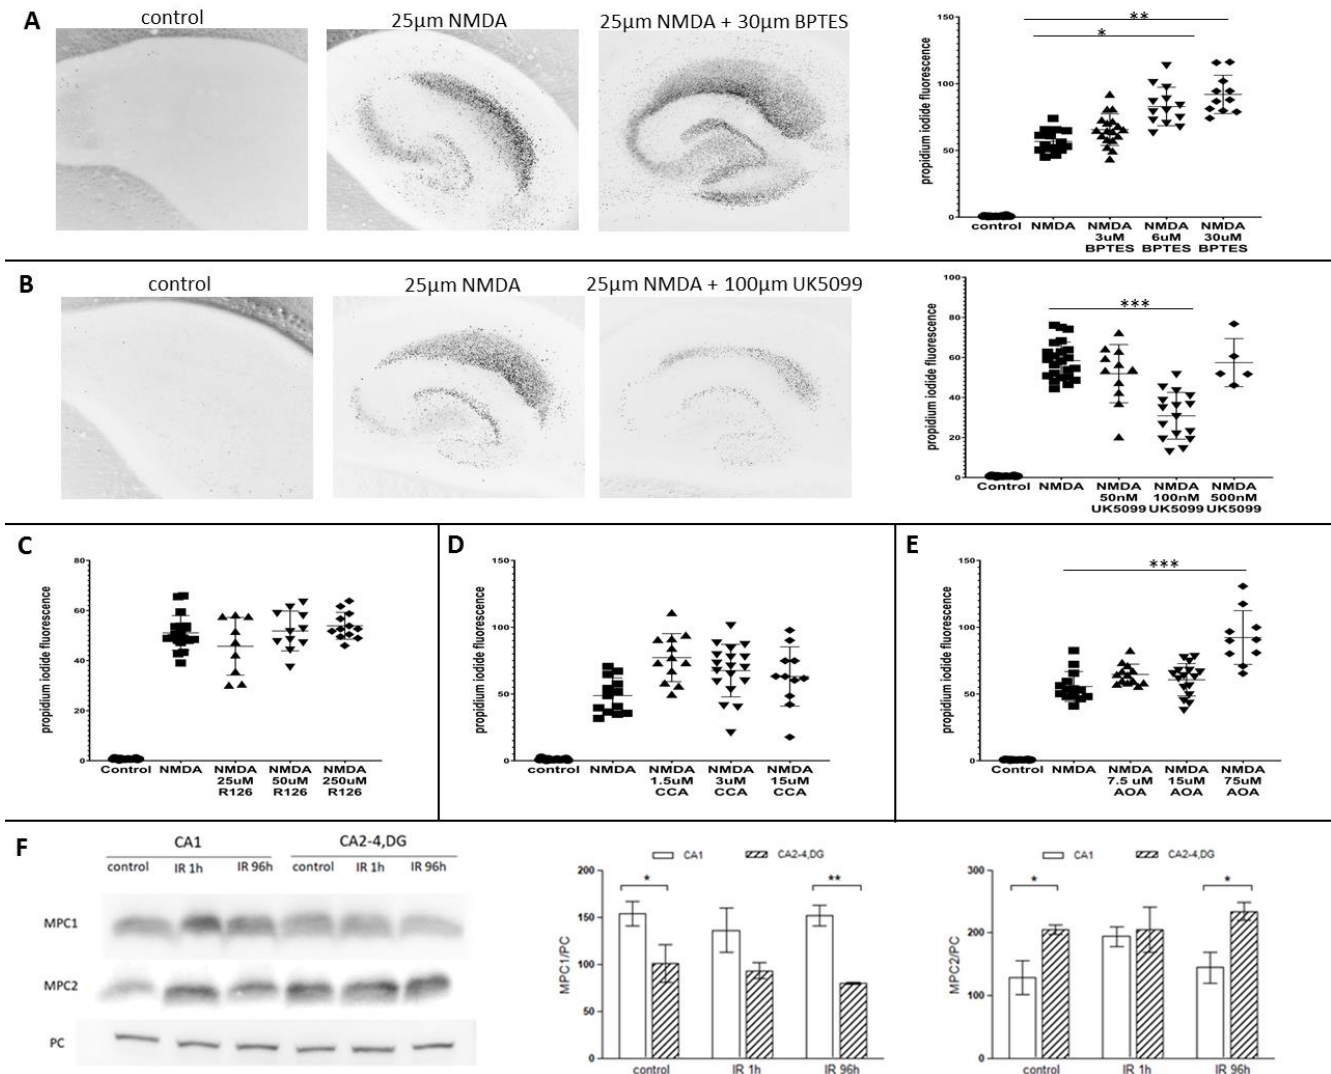 A
control
25µm NMDA
25µm NMDA + 30µm BPTES
propidium iodide fluorescence
150
100
50
0
**
*
control
NMDA
NMDA
3uM
BPTES
NMDA
6uM
BPTES
NMDA
30uM
BPTES
B
control
25µm NMDA
25µm NMDA + 100µm UK5099
propidium iodide fluorescence
100
80
60
40
20
0
***
Control
NMDA
NMDA
50nM
UK5099
NMDA
100nM
UK5099
NMDA
500nM
UK5099
C
propidium iodide fluorescence
80
60
40
20
0
Control
NMDA
NMDA
25uM
R126
NMDA
50uM
R126
NMDA
250uM
R126
D
propidium iodide fluorescence
150
100
50
0
control
NMDA
NMDA
1.5uM
CCA
NMDA
3uM
CCA
NMDA
15uM
CCA
E
propidium iodide fluorescence
150
100
50
0
***
Control
NMDA
NMDA
7.5 uM
AOA
NMDA
15uM
AOA
NMDA
75uM
AOA
F
CA1
CA2-4,DG
control
IR 1h
IR 96h
control
IR 1h
IR 96h
MPC1
MPC2
PC
CA1
CA2-4,DG
MPC1/PC
200
150
100
50
0
*
**
control
IR 1h
IR 96h
CA1
CA2-4,DG
MPC2/PC
300
200
100
0
*
*
control
IR 1h
IR 96h